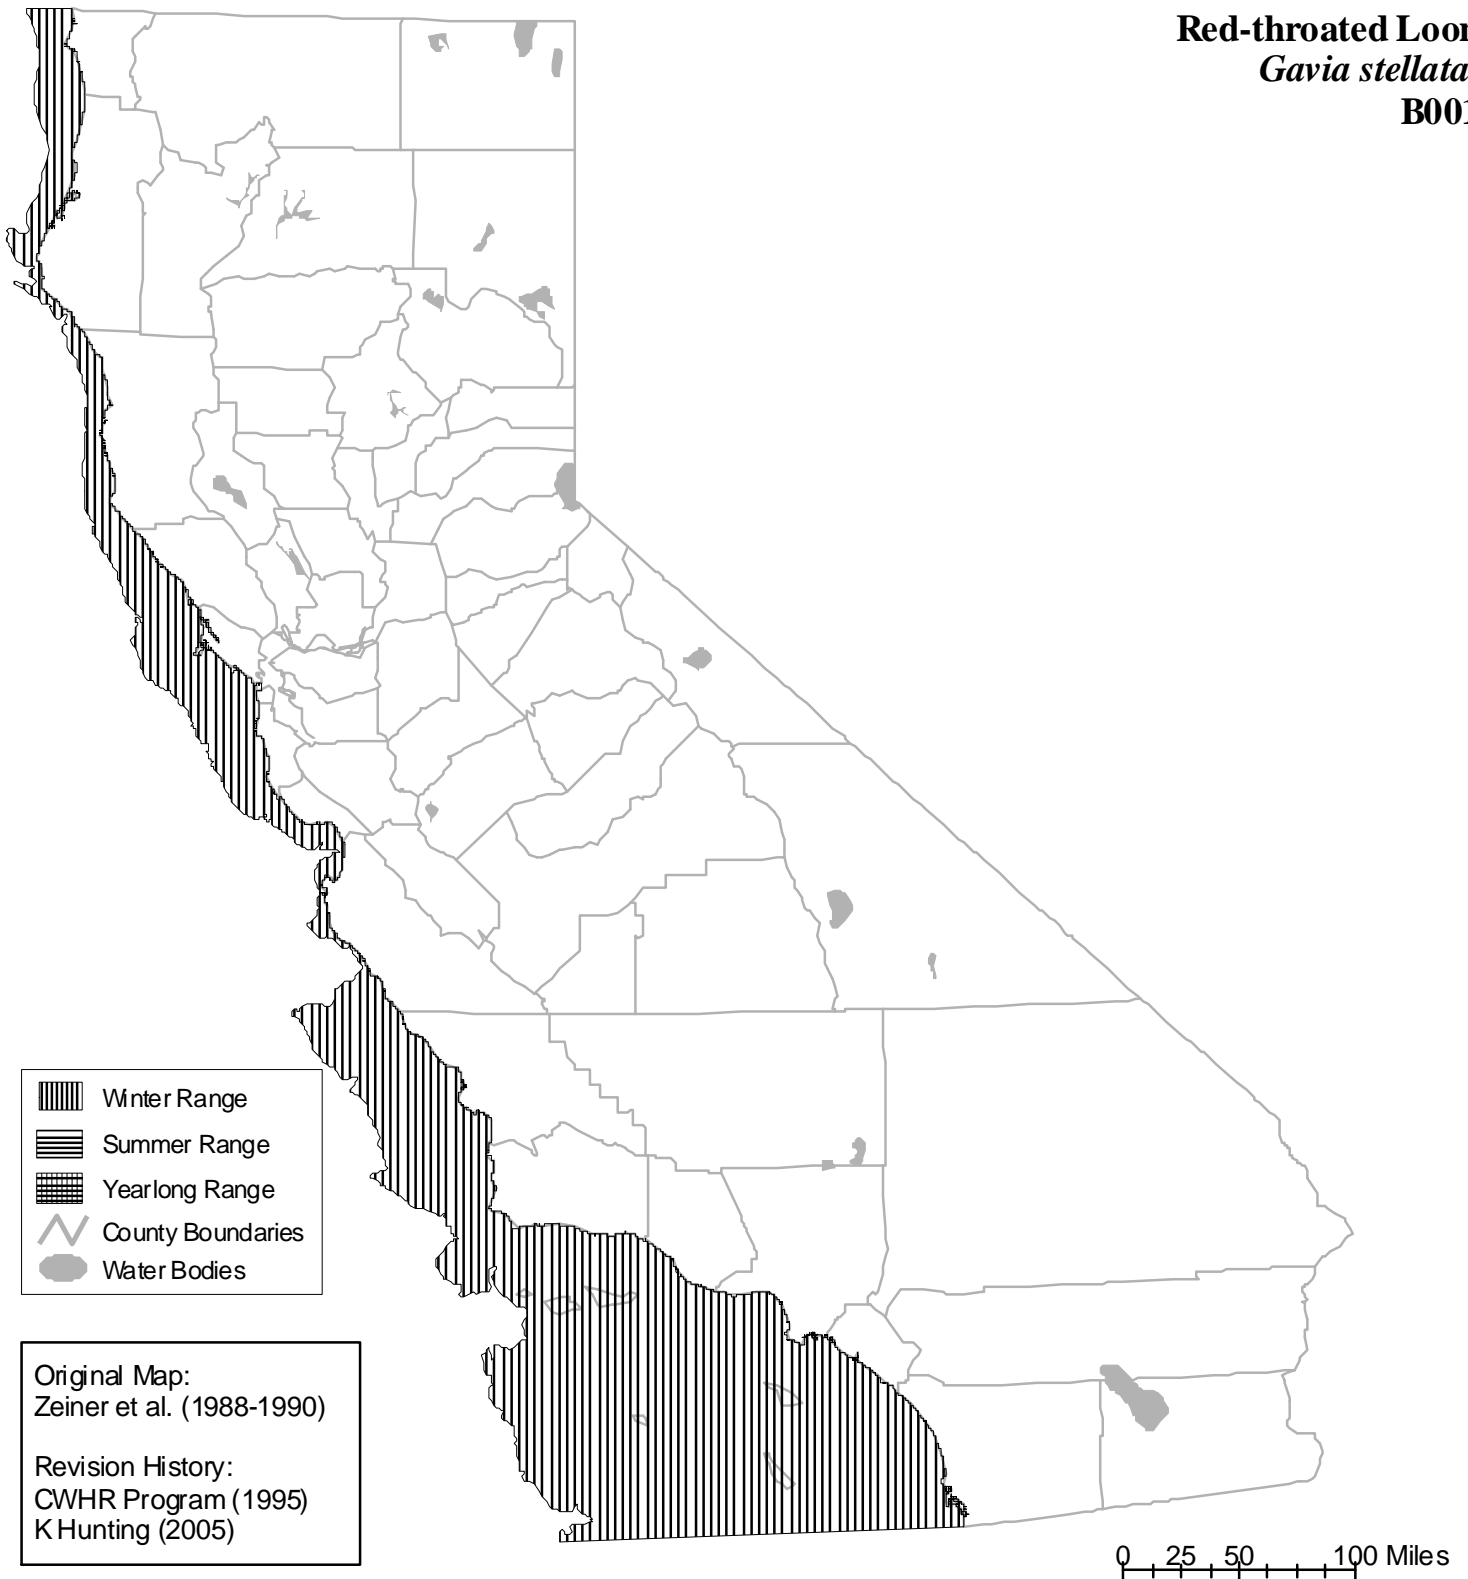 Red-throated Loon
Gavia stellata
B001
Winter Range
Summer Range
Yearlong Range
County Boundaries
Water Bodies
Original Map:
Zeiner et al. (1988-1990)
Revision History:
CWHR Program (1995)
K Hunting (2005)
0 25 50 100 Miles